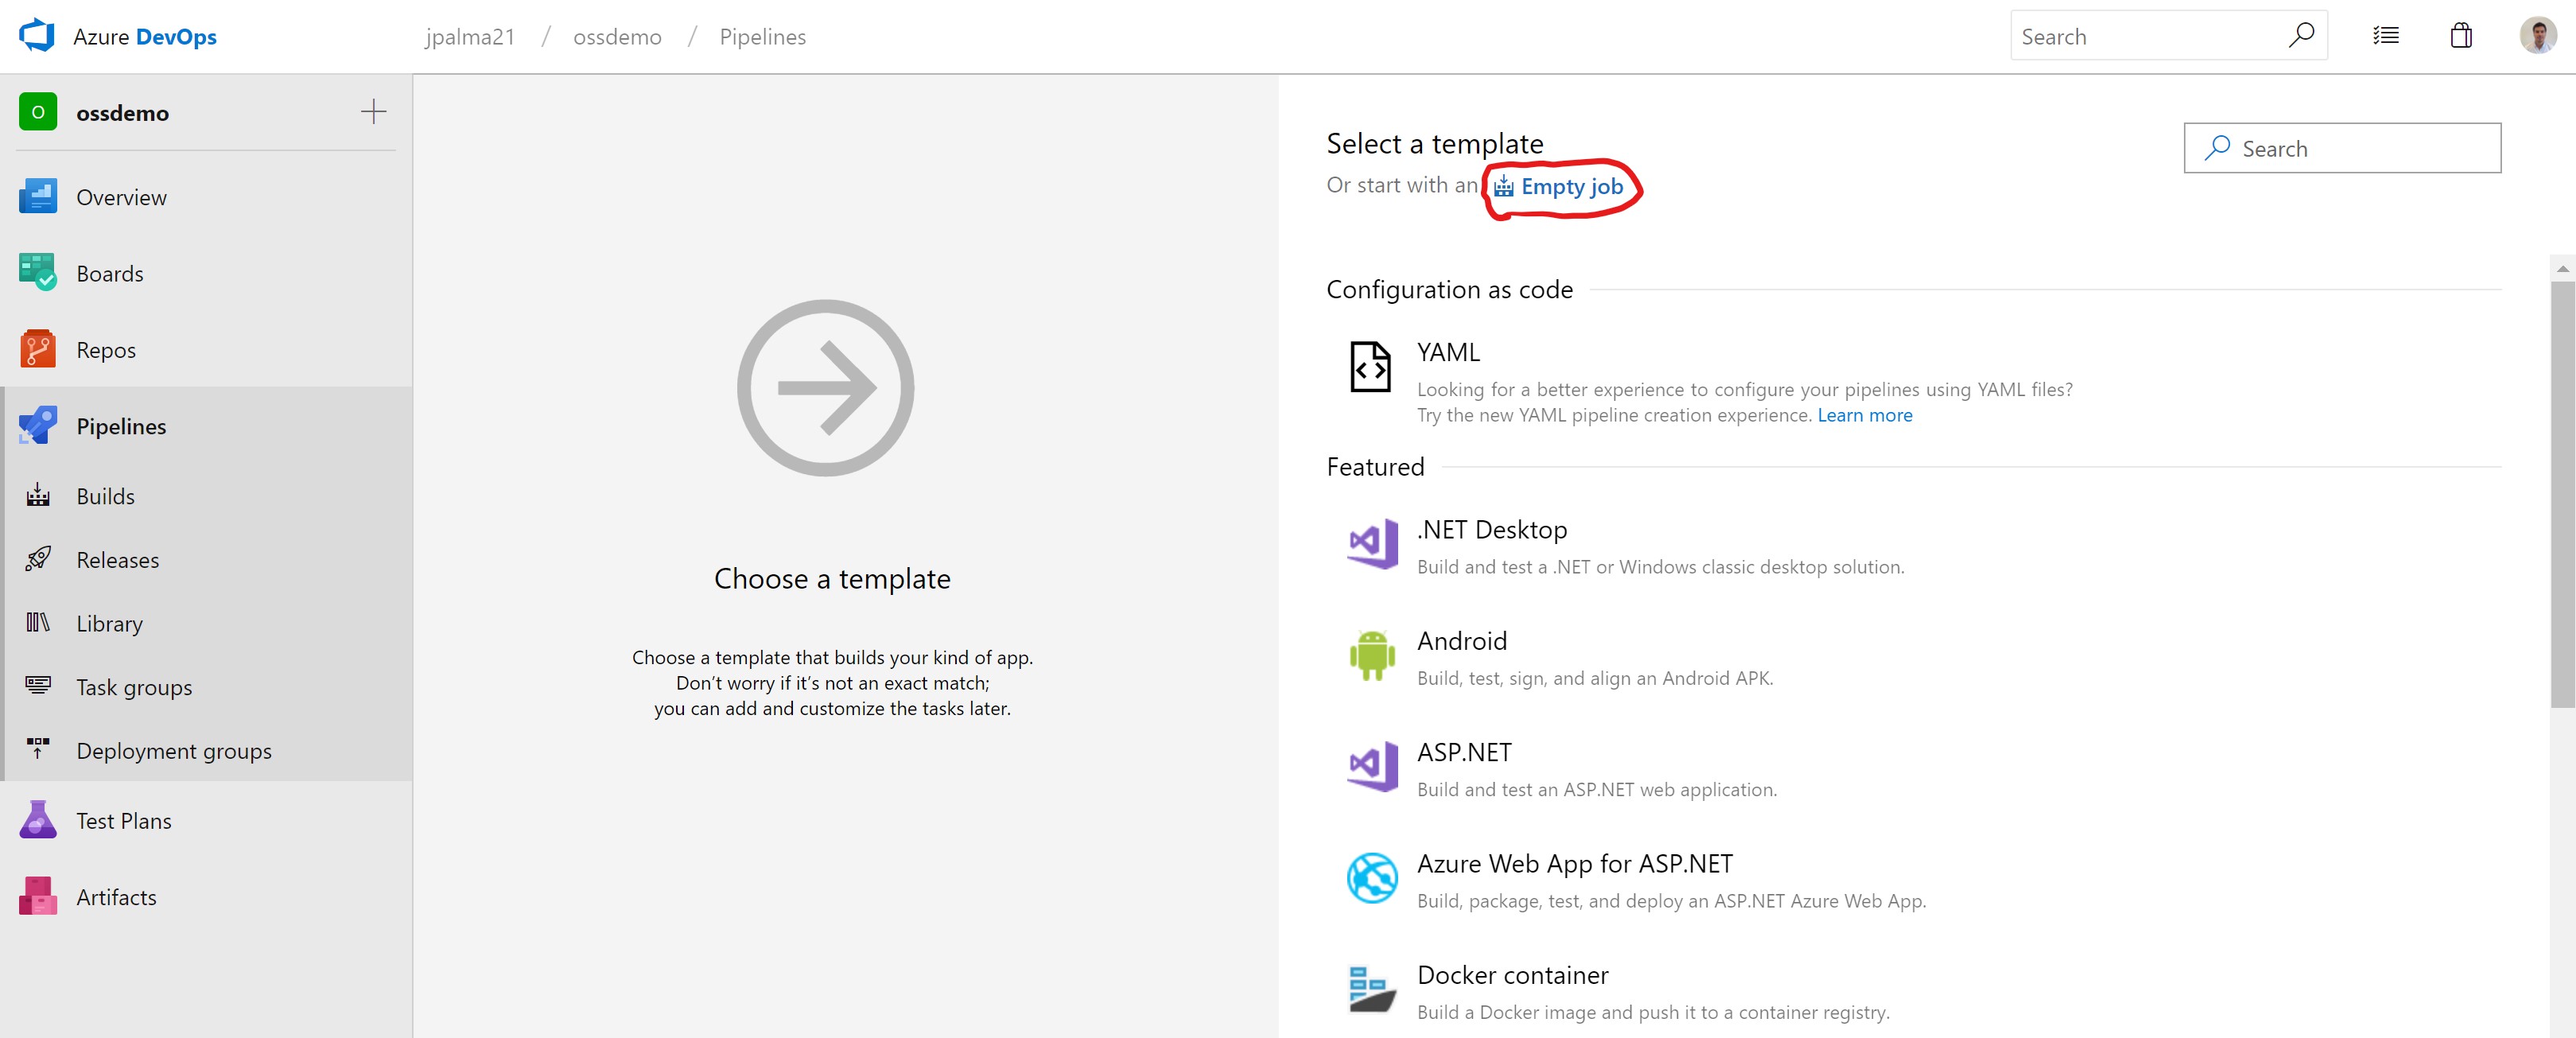 Azure DevOps
jpalma21 / ossdemo / Pipelines
Search
O ossdemo
Overview
Boards
Repos
Pipelines
Builds
Releases
Library
Task groups
Deployment groups
Test Plans
Artifacts
Choose a template
Choose a template that builds your kind of app.
Don't worry if it's not an exact match;
you can add and customize the tasks later.
Select a template
Or start with an Empty job
Search
Configuration as code
YAML
Looking for a better experience to configure your pipelines using YAML files?
Try the new YAML pipeline creation experience. Learn more
Featured
.NET Desktop
Build and test a .NET or Windows classic desktop solution.
Android
Build, test, sign, and align an Android APK.
ASP.NET
Build and test an ASP.NET web application.
Azure Web App for ASP.NET
Build, package, test, and deploy an ASP.NET Azure Web App.
Docker container
Build a Docker image and push it to a container registry.